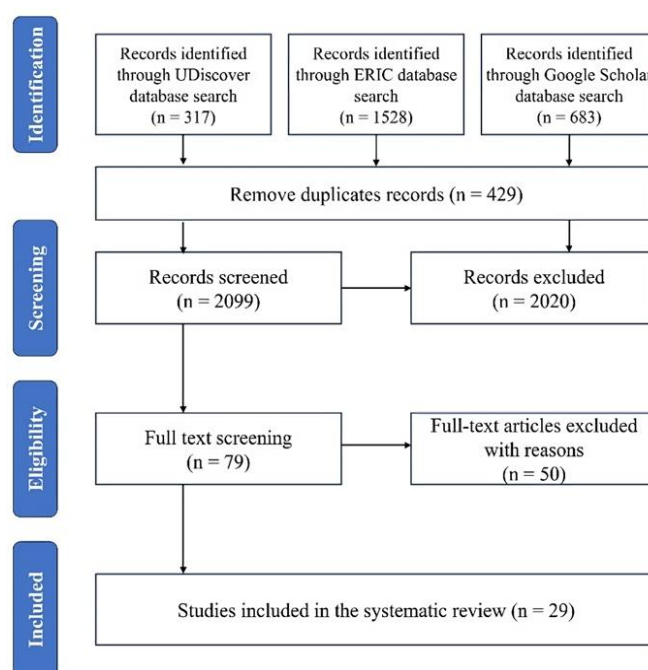 Identification
Records identified
through UDiscover
database search
(n = 317)
Records identified
through ERIC database
search
(n = 1528)
Records identified
through Google Scholar
database search
(n = 683)
Remove duplicates records (n = 429)
Screening
Records screened
(n = 2099)
Records excluded
(n = 2020)
Eligibility
Full text screening
(n = 79)
Full-text articles excluded
with reasons
(n = 50)
Included
Studies included in the systematic review (n = 29)